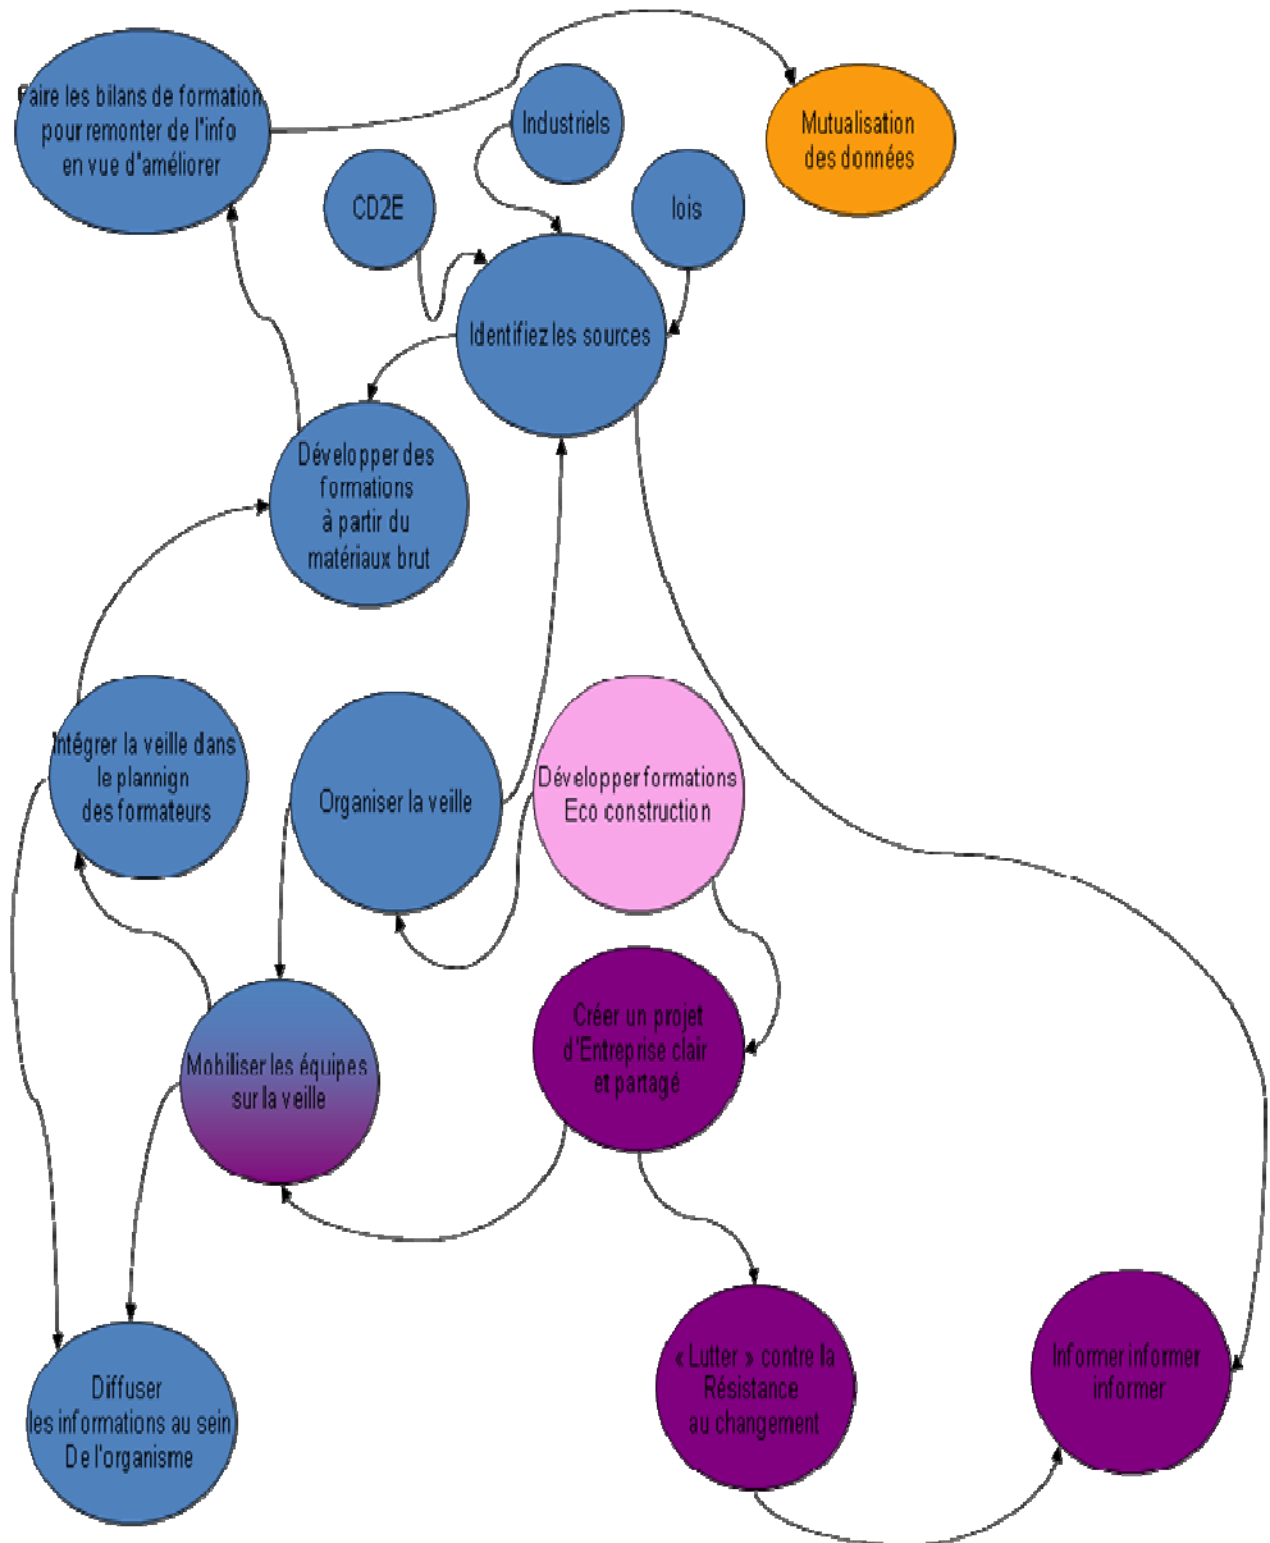 Faire les bilans de formation
pour remonter de l'info
en vue d'améliorer
Industriels
Mutualisation
des données
CD2E
lois
Identifiez les sources
Développer des
formations
à partir du
matériaux brut
Intégrer la veille dans
le plannign
des formateurs
Organiser la veille
Développer formations
Eco construction
Créer un projet
d'Entreprise clair
et partagé
Mobiliser les équipes
sur la veille
« Lutter » contre la
Résistance
au changement
Informer informer
informer
Diffuser
les informations au sein
De l'organisme